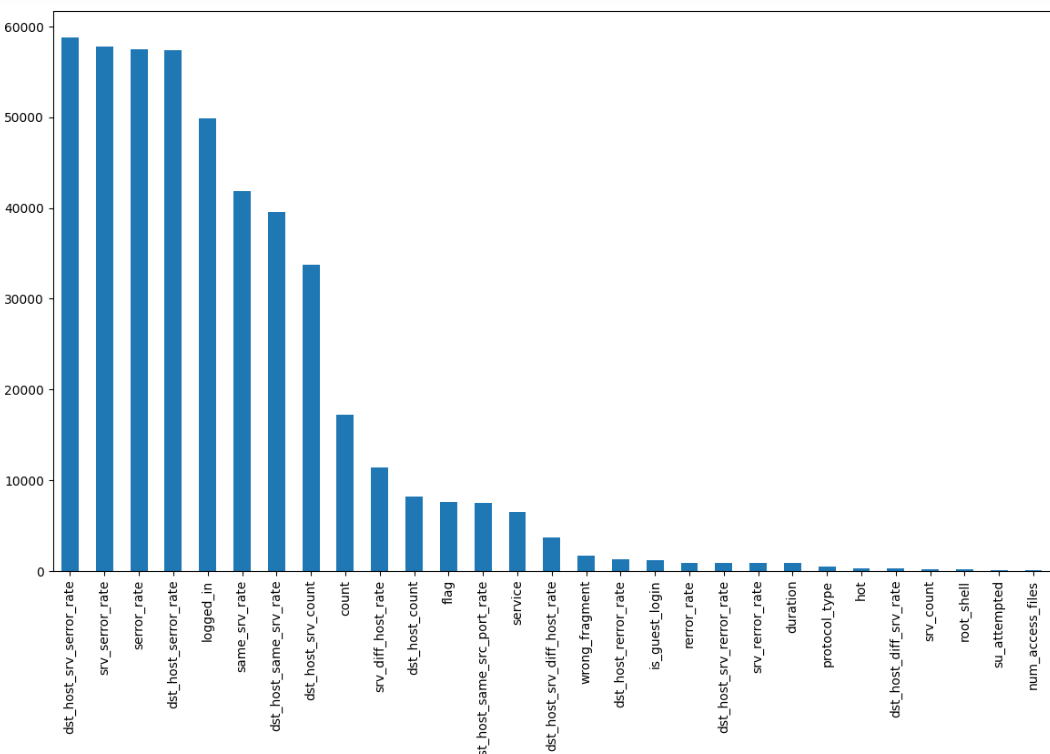 60000
50000
40000
30000
20000
10000
0
dst_host_srv_serror_rate
srv_serror_rate
serror_rate
dst_host_serror_rate
logged_in
same_srv_rate
dst_host_same_srv_rate
dst_host_srv_count
count
srv_diff_host_rate
dst_host_count
flag
st_host_same_src_port_rate
service
dst_host_srv_diff_host_rate
wrong_fragment
dst_host_rerror_rate
is_guest_login
rerror_rate
dst_host_srv_rerror_rate
srv_rerror_rate
duration
protocol_type
hot
dst_host_diff_srv_rate
srv_count
root_shell
su_attempted
num_access_files